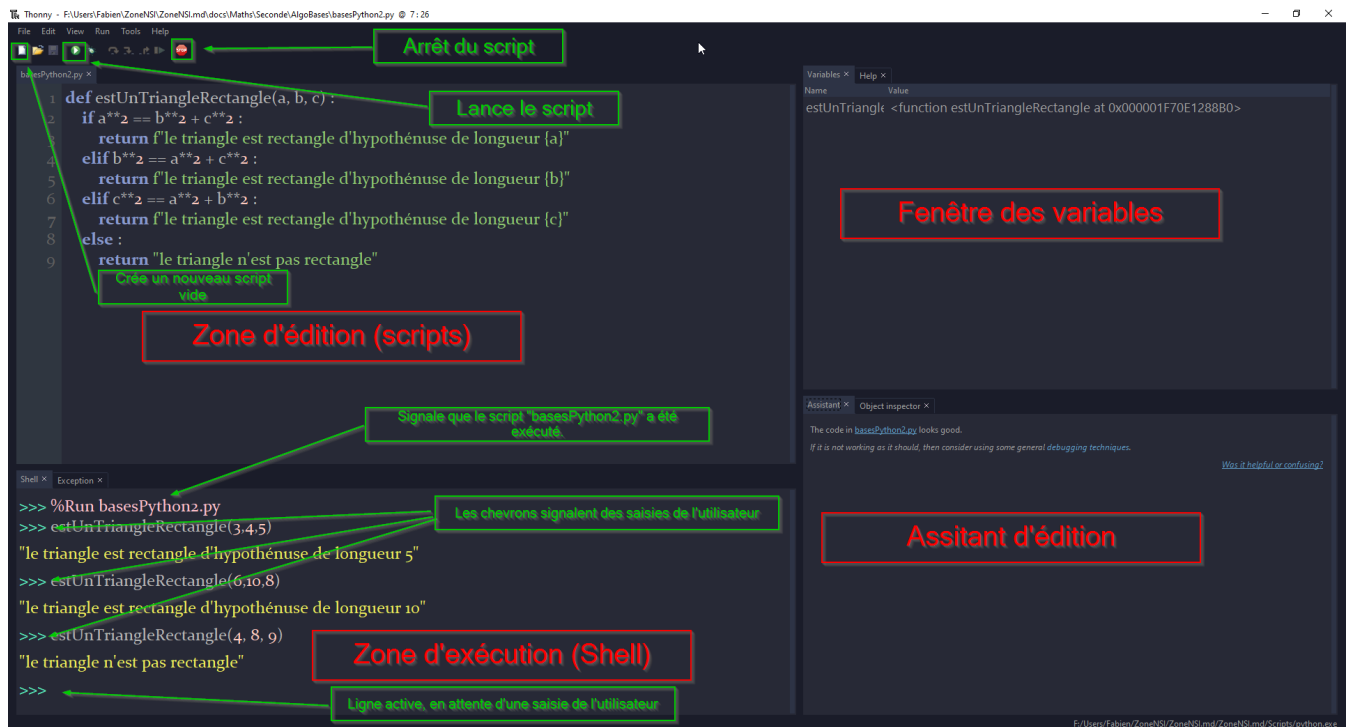 Thonny - F:\Users\Fabien\ZoneNSI\ZoneNSI.md\docs\Maths\Seconde\AlgoBases\basesPython2.py @ 7:26
File Edit View Run Tools Help
Arrêt du script
basesPython2.py ×
Lance le script
1 def estUnTriangleRectangle(a, b, c) :
2 if a**2 == b**2 + c**2 :
3 return f"le triangle est rectangle d'hypothénuse de longueur {a}"
4 elif b**2 == a**2 + c**2 :
5 return f"le triangle est rectangle d'hypothénuse de longueur {b}"
6 elif c**2 == a**2 + b**2 :
7 return f"le triangle est rectangle d'hypothénuse de longueur {c}"
8 else :
9 return "le triangle n'est pas rectangle"
Crée un nouveau script
vide
Zone d'édition (scripts)
Signale que le script "basesPython2.py" a été
exécuté.
Variables × Help ×
Name Value
estUnTriangle <function estUnTriangleRectangle at 0x000001F70E1288B0>
Fenêtre des variables
Assistant × Object inspector ×
The code in basesPython2.py looks good.
If it is not working as it should, then consider using some general debugging techniques.
Was it helpful or confusing?
Assitant d'édition
Shell × Exception ×
>>> %Run basesPython2.py
>>> estUnTriangleRectangle(3,4,5)
"le triangle est rectangle d'hypothénuse de longueur 5"
>>> estUnTriangleRectangle(6,10,8)
"le triangle est rectangle d'hypothénuse de longueur 10"
>>> estUnTriangleRectangle(4, 8, 9)
"le triangle n'est pas rectangle"
>>>
Les chevrons signalent des saisies de l'utilisateur
Zone d'exécution (Shell)
Ligne active, en attente d'une saisie de l'utilisateur
F:/Users/Fabien/ZoneNSI/ZoneNSI.md/ZoneNSI.md/Scripts/python.exe